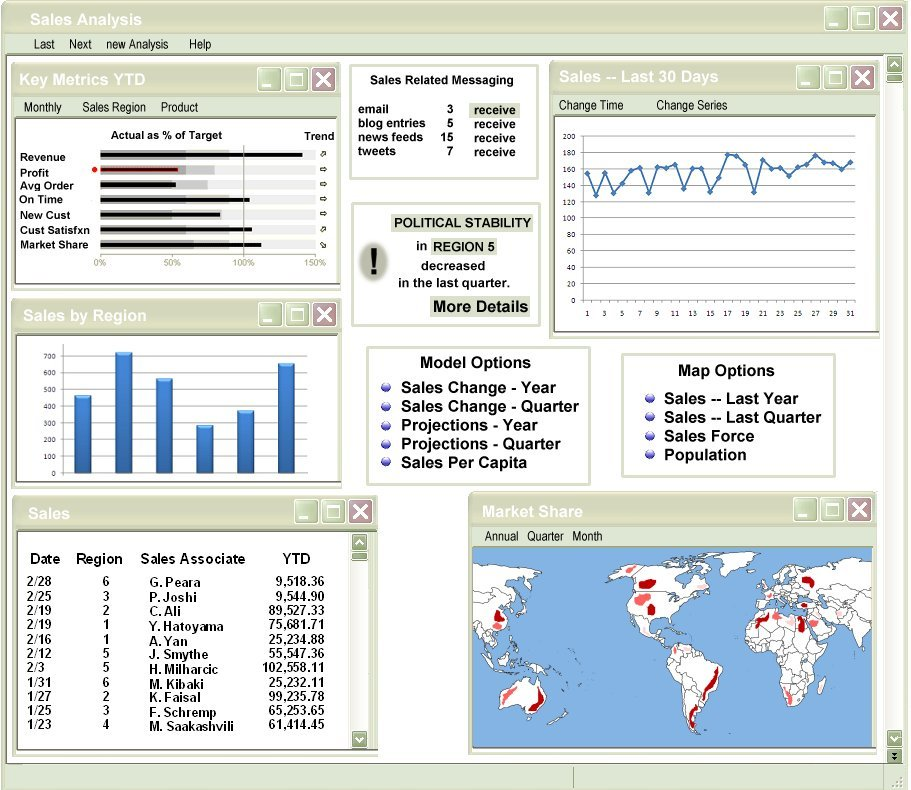 Sales Analysis
Last Next new Analysis Help
Key Metrics YTD
Monthly Sales Region Product
Actual as % of Target Trend
Revenue
Profit
Avg Order
On Time
New Cust
Cust Satisfxn
Market Share
0% 50% 100% 150%
Sales Related Messaging
email 3 receive
blog entries 5 receive
news feeds 15 receive
tweets 7 receive
! POLITICAL STABILITY
in REGION 5
decreased
in the last quarter.
More Details
Sales -- Last 30 Days
Change Time Change Series
200
180
160
140
120
100
80
60
40
20
0
1 3 5 7 9 11 13 15 17 19 21 23 25 27 29 31
Sales by Region
700
600
500
400
300
200
100
0
Model Options
Sales Change - Year
Sales Change - Quarter
Projections - Year
Projections - Quarter
Sales Per Capita
Map Options
Sales -- Last Year
Sales -- Last Quarter
Sales Force
Population
Sales
Date Region Sales Associate YTD
2/28 6 G. Peara 9,518.36
2/25 3 P. Joshi 9,544.90
2/19 2 C. Ali 89,527.33
2/19 1 Y. Hatoyama 75,681.71
2/16 1 A. Yan 25,234.88
2/12 5 J. Smythe 55,547.36
2/3 5 H. Milharcic 102,558.11
1/31 6 M. Kibaki 25,232.11
1/27 2 K. Faisal 99,235.78
1/25 3 F. Schremp 65,253.65
1/23 4 M. Saakashvili 61,414.45
Market Share
Annual Quarter Month